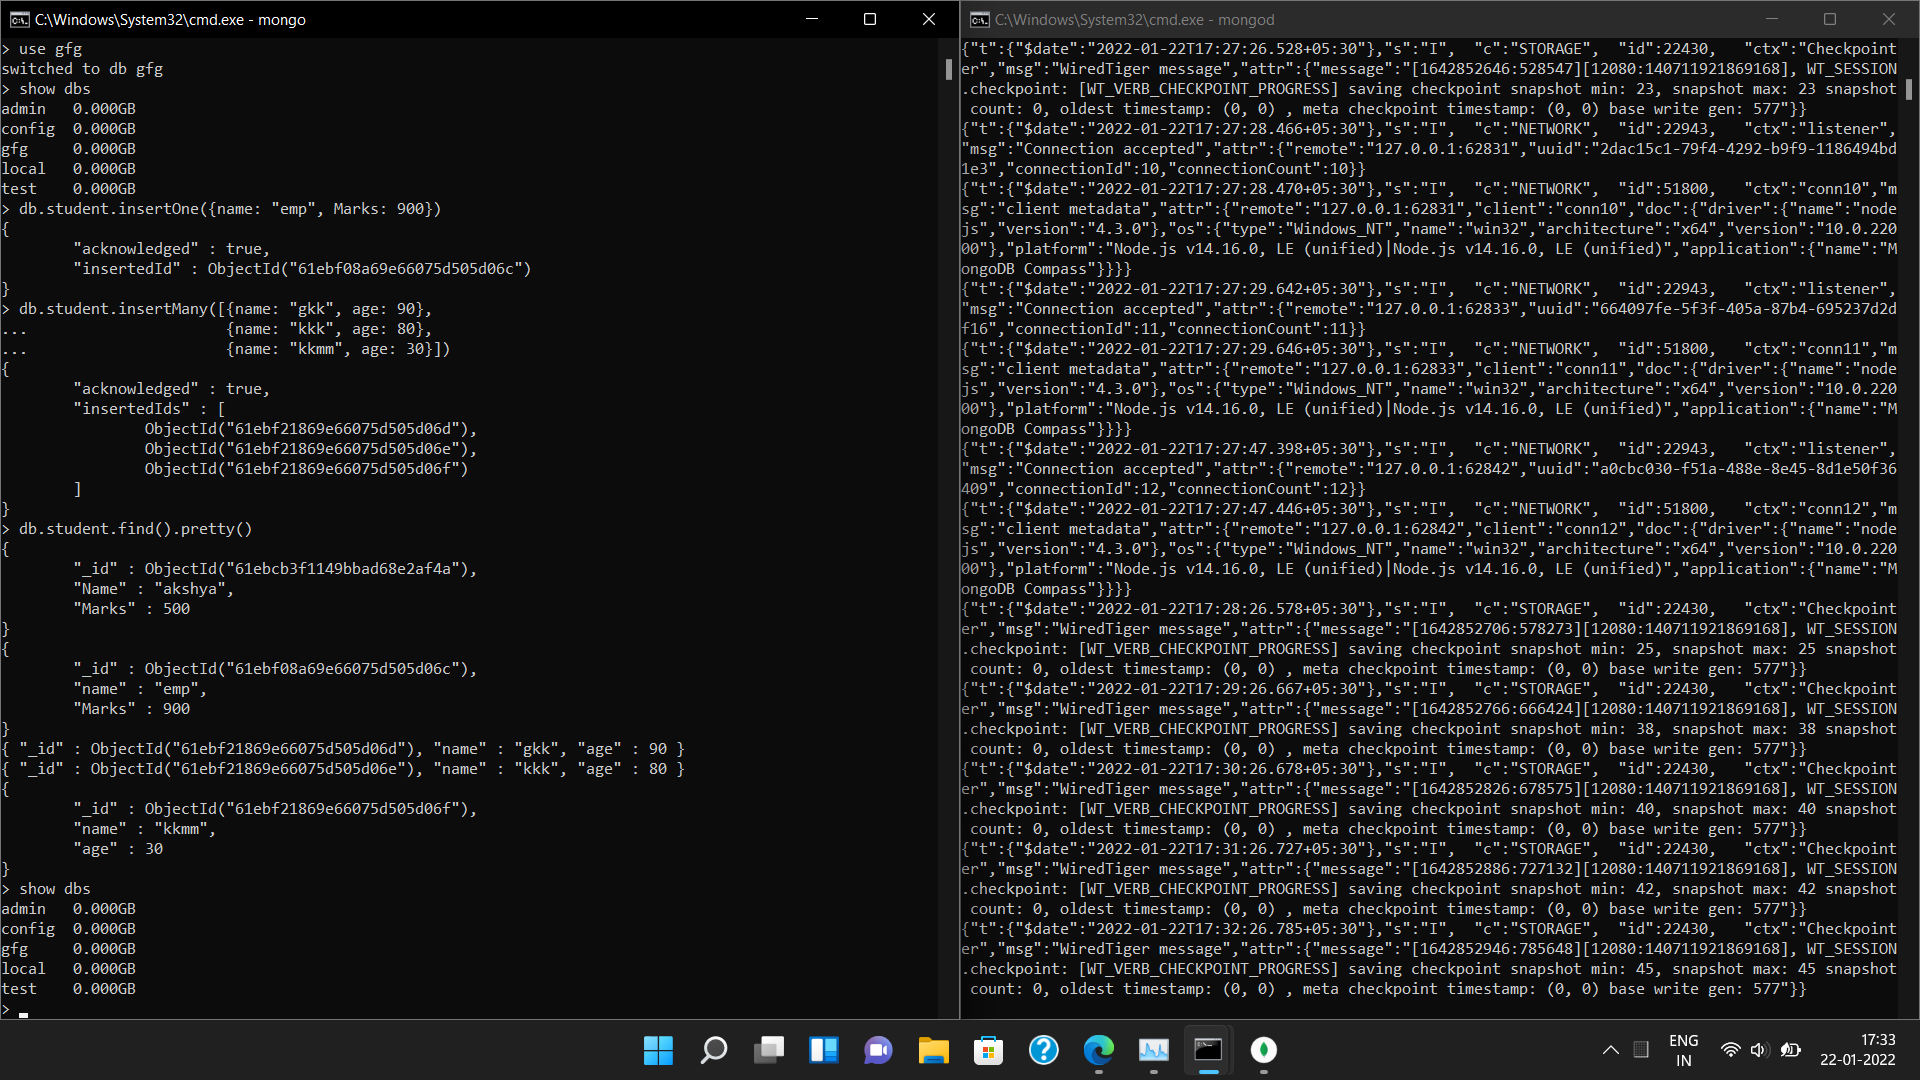 C:\Windows\System32\cmd.exe - mongo
> use gfg
switched to db gfg
> show dbs
admin   0.000GB
config  0.000GB
gfg     0.000GB
local   0.000GB
test    0.000GB
> db.student.insertOne({name: "emp", Marks: 900})
{
        "acknowledged" : true,
        "insertedId" : ObjectId("61ebf08a69e66075d505d06c")
}
> db.student.insertMany([{name: "gkk", age: 90},
...                      {name: "kkk", age: 80},
...                      {name: "kkmm", age: 30}])
{
        "acknowledged" : true,
        "insertedIds" : [
                ObjectId("61ebf21869e66075d505d06d"),
                ObjectId("61ebf21869e66075d505d06e"),
                ObjectId("61ebf21869e66075d505d06f")
        ]
}
> db.student.find().pretty()
{
        "_id" : ObjectId("61ebcb3f1149bbad68e2af4a"),
        "Name" : "akshya",
        "Marks" : 500
}
{
        "_id" : ObjectId("61ebf08a69e66075d505d06c"),
        "name" : "emp",
        "Marks" : 900
}
{ "_id" : ObjectId("61ebf21869e66075d505d06d"), "name" : "gkk", "age" : 90 }
{ "_id" : ObjectId("61ebf21869e66075d505d06e"), "name" : "kkk", "age" : 80 }
{
        "_id" : ObjectId("61ebf21869e66075d505d06f"),
        "name" : "kkmm",
        "age" : 30
}
> show dbs
admin   0.000GB
config  0.000GB
gfg     0.000GB
local   0.000GB
test    0.000GB
>
C:\Windows\System32\cmd.exe - mongod
{"t":{"$date":"2022-01-22T17:27:26.528+05:30"},"s":"I",  "c":"STORAGE",  "id":22430,   "ctx":"Checkpoint
er","msg":"WiredTiger message","attr":{"message":"[1642852646:528547][12080:140711921869168], WT_SESSION
.checkpoint: [WT_VERB_CHECKPOINT_PROGRESS] saving checkpoint snapshot min: 23, snapshot max: 23 snapshot
 count: 0, oldest timestamp: (0, 0) , meta checkpoint timestamp: (0, 0) base write gen: 577"}}
{"t":{"$date":"2022-01-22T17:27:28.466+05:30"},"s":"I",  "c":"NETWORK",  "id":22943,   "ctx":"listener",
"msg":"Connection accepted","attr":{"remote":"127.0.0.1:62831","uuid":"2dac15c1-79f4-4292-b9f9-1186494bd
1e3","connectionId":10,"connectionCount":10}}
{"t":{"$date":"2022-01-22T17:27:28.470+05:30"},"s":"I",  "c":"NETWORK",  "id":51800,   "ctx":"conn10","m
sg":"client metadata","attr":{"remote":"127.0.0.1:62831","client":"conn10","doc":{"driver":{"name":"node
js","version":"4.3.0"},"os":{"type":"Windows_NT","name":"win32","architecture":"x64","version":"10.0.220
00"},"platform":"Node.js v14.16.0, LE (unified)|Node.js v14.16.0, LE (unified)","application":{"name":"M
ongoDB Compass"}}}}
{"t":{"$date":"2022-01-22T17:27:29.642+05:30"},"s":"I",  "c":"NETWORK",  "id":22943,   "ctx":"listener",
"msg":"Connection accepted","attr":{"remote":"127.0.0.1:62833","uuid":"664097fe-5f3f-405a-87b4-695237d2d
f16","connectionId":11,"connectionCount":11}}
{"t":{"$date":"2022-01-22T17:27:29.646+05:30"},"s":"I",  "c":"NETWORK",  "id":51800,   "ctx":"conn11","m
sg":"client metadata","attr":{"remote":"127.0.0.1:62833","client":"conn11","doc":{"driver":{"name":"node
js","version":"4.3.0"},"os":{"type":"Windows_NT","name":"win32","architecture":"x64","version":"10.0.220
00"},"platform":"Node.js v14.16.0, LE (unified)|Node.js v14.16.0, LE (unified)","application":{"name":"M
ongoDB Compass"}}}}
{"t":{"$date":"2022-01-22T17:27:47.398+05:30"},"s":"I",  "c":"NETWORK",  "id":22943,   "ctx":"listener",
"msg":"Connection accepted","attr":{"remote":"127.0.0.1:62842","uuid":"a0cbc030-f51a-488e-8e45-8d1e50f36
409","connectionId":12,"connectionCount":12}}
{"t":{"$date":"2022-01-22T17:27:47.446+05:30"},"s":"I",  "c":"NETWORK",  "id":51800,   "ctx":"conn12","m
sg":"client metadata","attr":{"remote":"127.0.0.1:62842","client":"conn12","doc":{"driver":{"name":"node
js","version":"4.3.0"},"os":{"type":"Windows_NT","name":"win32","architecture":"x64","version":"10.0.220
00"},"platform":"Node.js v14.16.0, LE (unified)|Node.js v14.16.0, LE (unified)","application":{"name":"M
ongoDB Compass"}}}}
{"t":{"$date":"2022-01-22T17:28:26.578+05:30"},"s":"I",  "c":"STORAGE",  "id":22430,   "ctx":"Checkpoint
er","msg":"WiredTiger message","attr":{"message":"[1642852706:578273][12080:140711921869168], WT_SESSION
.checkpoint: [WT_VERB_CHECKPOINT_PROGRESS] saving checkpoint snapshot min: 25, snapshot max: 25 snapshot
 count: 0, oldest timestamp: (0, 0) , meta checkpoint timestamp: (0, 0) base write gen: 577"}}
{"t":{"$date":"2022-01-22T17:29:26.667+05:30"},"s":"I",  "c":"STORAGE",  "id":22430,   "ctx":"Checkpoint
er","msg":"WiredTiger message","attr":{"message":"[1642852766:666424][12080:140711921869168], WT_SESSION
.checkpoint: [WT_VERB_CHECKPOINT_PROGRESS] saving checkpoint snapshot min: 38, snapshot max: 38 snapshot
 count: 0, oldest timestamp: (0, 0) , meta checkpoint timestamp: (0, 0) base write gen: 577"}}
{"t":{"$date":"2022-01-22T17:30:26.678+05:30"},"s":"I",  "c":"STORAGE",  "id":22430,   "ctx":"Checkpoint
er","msg":"WiredTiger message","attr":{"message":"[1642852826:678575][12080:140711921869168], WT_SESSION
.checkpoint: [WT_VERB_CHECKPOINT_PROGRESS] saving checkpoint snapshot min: 40, snapshot max: 40 snapshot
 count: 0, oldest timestamp: (0, 0) , meta checkpoint timestamp: (0, 0) base write gen: 577"}}
{"t":{"$date":"2022-01-22T17:31:26.727+05:30"},"s":"I",  "c":"STORAGE",  "id":22430,   "ctx":"Checkpoint
er","msg":"WiredTiger message","attr":{"message":"[1642852886:727132][12080:140711921869168], WT_SESSION
.checkpoint: [WT_VERB_CHECKPOINT_PROGRESS] saving checkpoint snapshot min: 42, snapshot max: 42 snapshot
 count: 0, oldest timestamp: (0, 0) , meta checkpoint timestamp: (0, 0) base write gen: 577"}}
{"t":{"$date":"2022-01-22T17:32:26.785+05:30"},"s":"I",  "c":"STORAGE",  "id":22430,   "ctx":"Checkpoint
er","msg":"WiredTiger message","attr":{"message":"[1642852946:785648][12080:140711921869168], WT_SESSION
.checkpoint: [WT_VERB_CHECKPOINT_PROGRESS] saving checkpoint snapshot min: 45, snapshot max: 45 snapshot
 count: 0, oldest timestamp: (0, 0) , meta checkpoint timestamp: (0, 0) base write gen: 577"}}
ENG
IN
17:33
22-01-2022